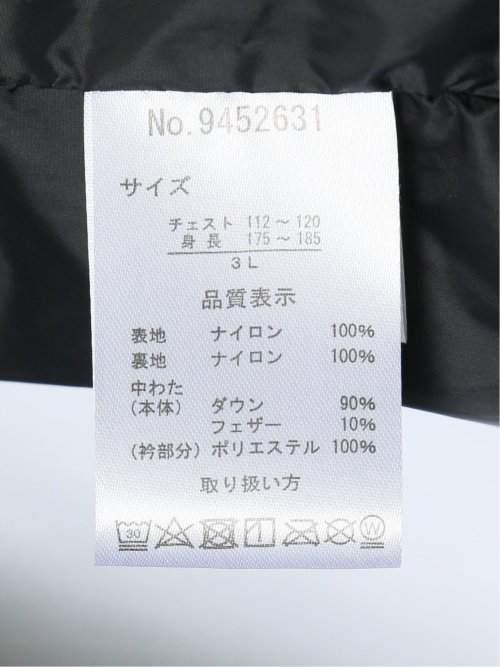 No.9452631
サイズ
チェスト 112～120
身長 175～185
3L
品質表示
表地 ナイロン 100%
裏地 ナイロン 100%
中わた
(本体) ダウン 90%
フェザー 10%
(衿部分) ポリエステル 100%
取り扱い方
30 W